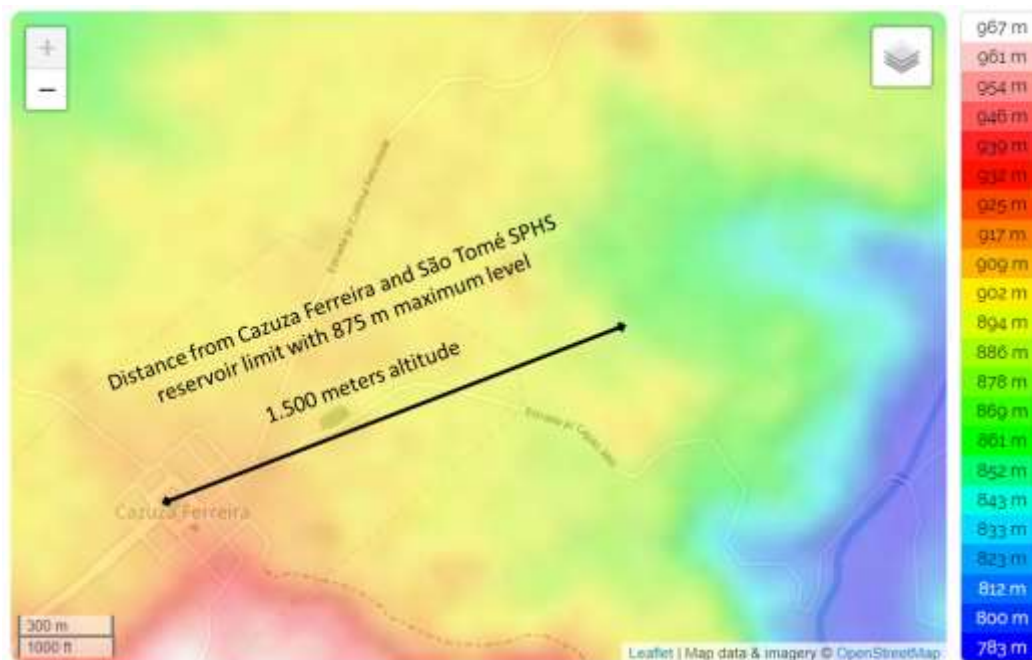 +
−
Distance from Cazuza Ferreira and São Tomé SPHS
reservoir limit with 875 m maximum level
1.500 meters altitude
Cazuza Ferreira
300 m
1000 ft
Leaflet | Map data & imagery © OpenStreetMap
967 m
961 m
954 m
946 m
939 m
932 m
925 m
917 m
909 m
902 m
894 m
886 m
878 m
869 m
861 m
852 m
843 m
833 m
823 m
812 m
800 m
783 m